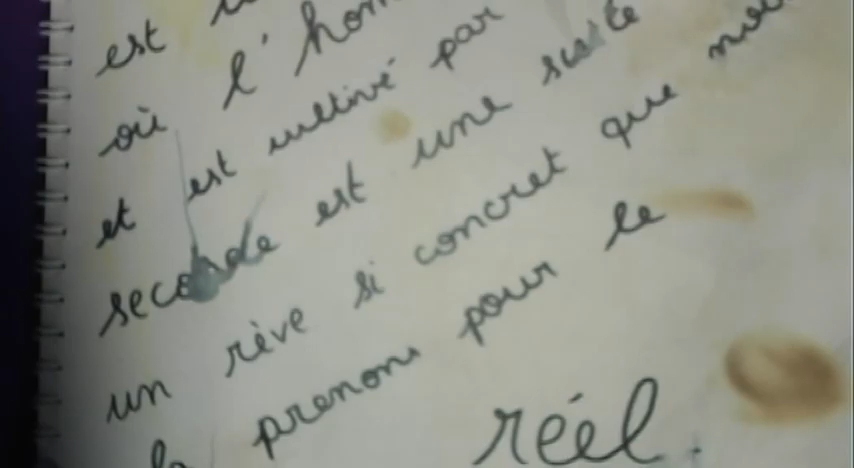 est
où l'hom
et est cultivé par
seconde est une suite
un rêve si concret que nou
le prenons pour le
réel.